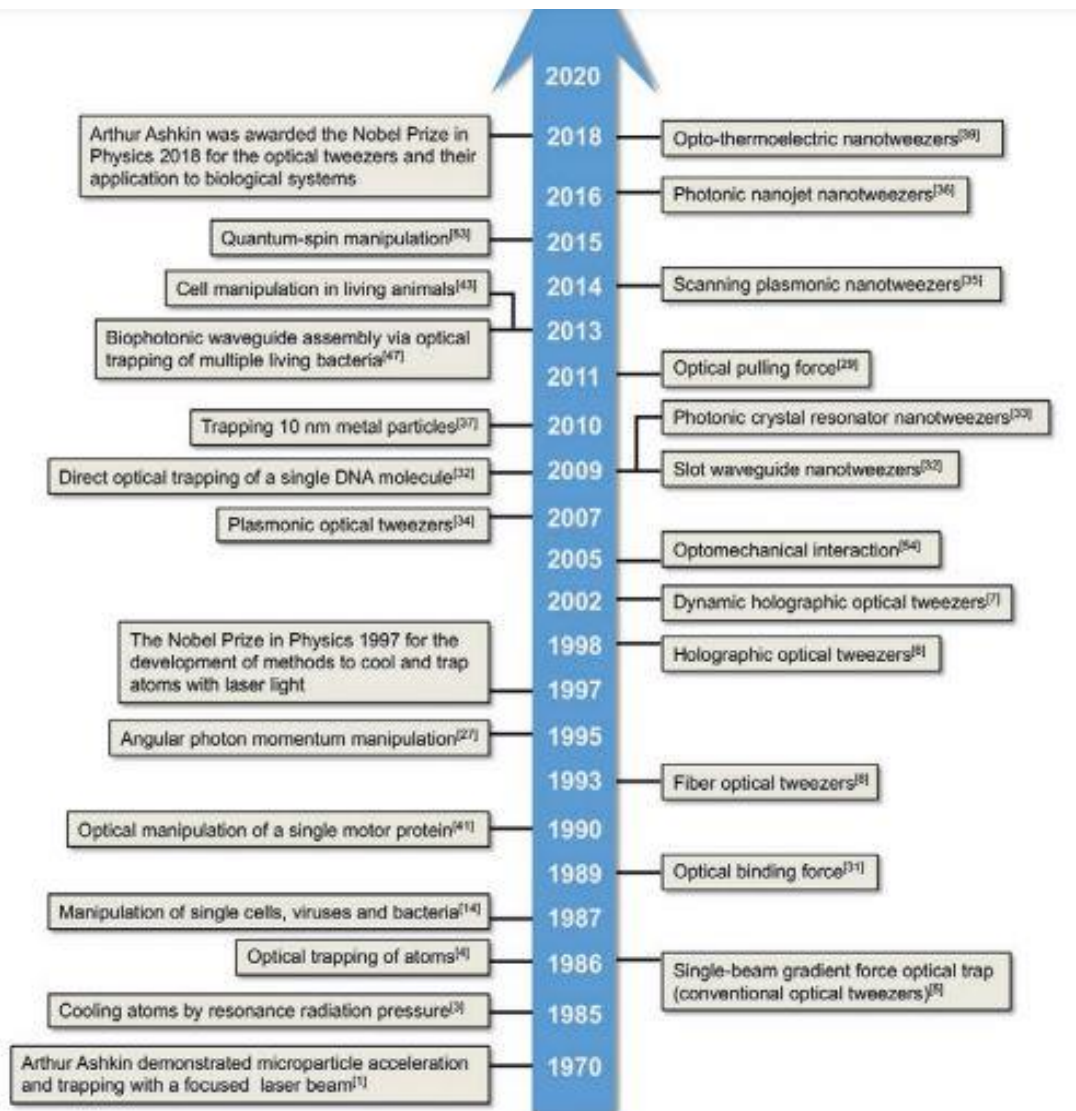 2020
Arthur Ashkin was awarded the Nobel Prize in
Physics 2018 for the optical tweezers and their
application to biological systems
2018
Opto-thermoelectric nanotweezers[39]
2016
Photonic nanojet nanotweezers[36]
Quantum-spin manipulation[53]
2015
Cell manipulation in living animals[43]
2014
Scanning plasmonic nanotweezers[35]
Biophotonic waveguide assembly via optical
trapping of multiple living bacteria[47]
2013
2011
Optical pulling force[29]
Trapping 10 nm metal particles[37]
2010
Photonic crystal resonator nanotweezers[33]
Direct optical trapping of a single DNA molecule[32]
2009
Slot waveguide nanotweezers[32]
Plasmonic optical tweezers[34]
2007
2005
Optomechanical interaction[54]
2002
Dynamic holographic optical tweezers[7]
The Nobel Prize in Physics 1997 for the
development of methods to cool and trap
atoms with laser light
1998
Holographic optical tweezers[6]
1997
Angular photon momentum manipulation[27]
1995
1993
Fiber optical tweezers[8]
Optical manipulation of a single motor protein[41]
1990
1989
Optical binding force[31]
Manipulation of single cells, viruses and bacteria[14]
1987
Optical trapping of atoms[4]
1986
Single-beam gradient force optical trap
(conventional optical tweezers)[5]
Cooling atoms by resonance radiation pressure[3]
1985
Arthur Ashkin demonstrated microparticle acceleration
and trapping with a focused laser beam[1]
1970